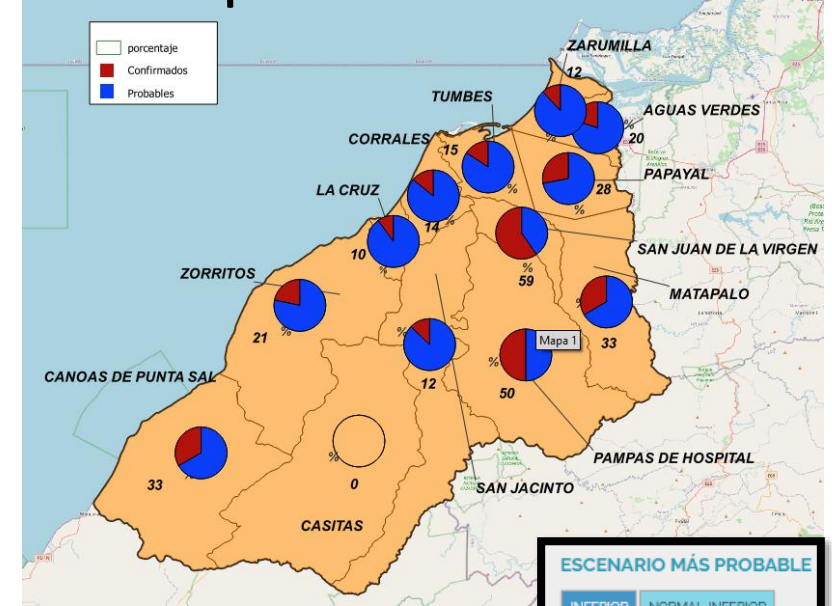 porcentaje
Confirmados
Probables
ZARUMILLA
12
%
TUMBES
AGUAS VERDES
%
20
CORRALES
15
%
PAPAYAL
28
%
LA CRUZ
%
14
10
%
SAN JUAN DE LA VIRGEN
%
59
ZORRITOS
MATAPALO
%
33
21
%
%
12
Mapa 1
%
50
CANOAS DE PUNTA SAL
%
33
%
0
PAMPAS DE HOSPITAL
SAN JACINTO
CASITAS
ESCENARIO MÁS PROBABLE
INFERIOR
NORMAL INFERIOR